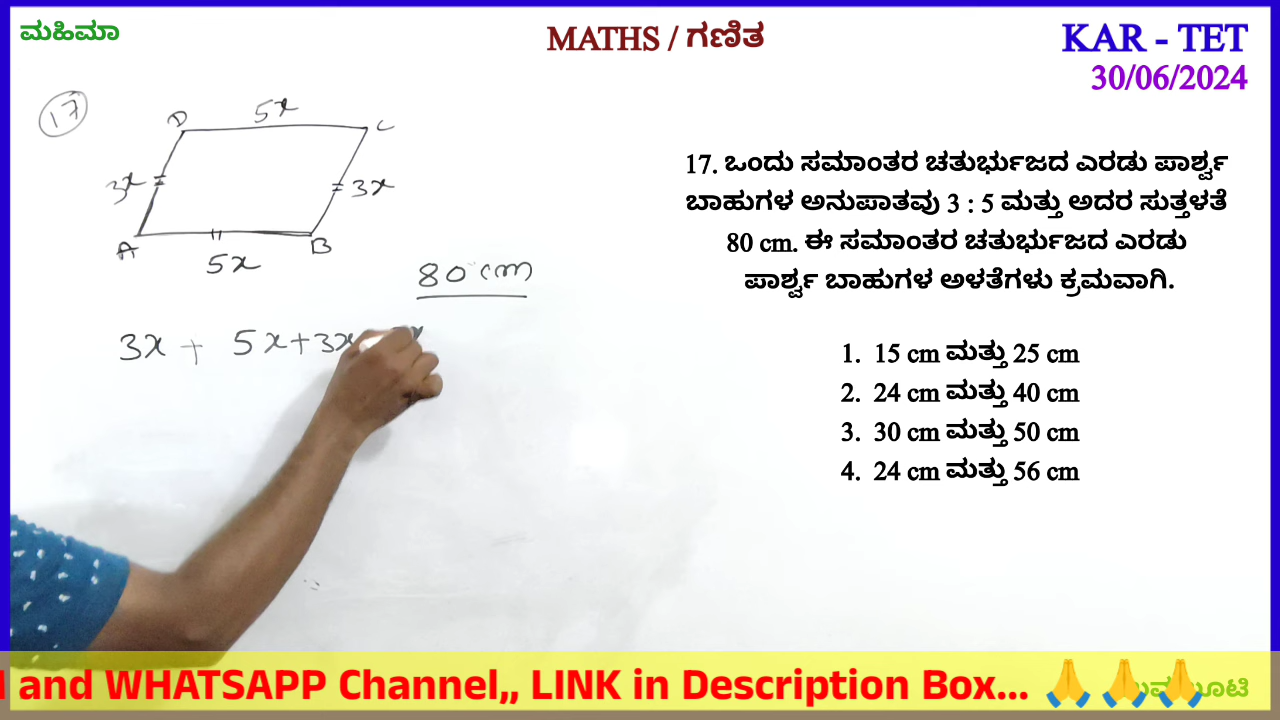 ಮಹಿಮಾ
MATHS / ಗಣಿತ
KAR - TET
30/06/2024
17
D 5x C
3x 3x
A B
5x
80 cm
3x + 5x+3x
17. ಒಂದು ಸಮಾಂತರ ಚತುರ್ಭುಜದ ಎರಡು ಪಾರ್ಶ್ವ
ಬಾಹುಗಳ ಅನುಪಾತವು 3 : 5 ಮತ್ತು ಅದರ ಸುತ್ತಳತೆ
80 cm. ಈ ಸಮಾಂತರ ಚತುರ್ಭುಜದ ಎರಡು
ಪಾರ್ಶ್ವ ಬಾಹುಗಳ ಅಳತೆಗಳು ಕ್ರಮವಾಗಿ.
1. 15 cm ಮತ್ತು 25 cm
2. 24 cm ಮತ್ತು 40 cm
3. 30 cm ಮತ್ತು 50 cm
4. 24 cm ಮತ್ತು 56 cm
and WHATSAPP Channel,, LINK in Description Box... 🙏 🙏 🙏